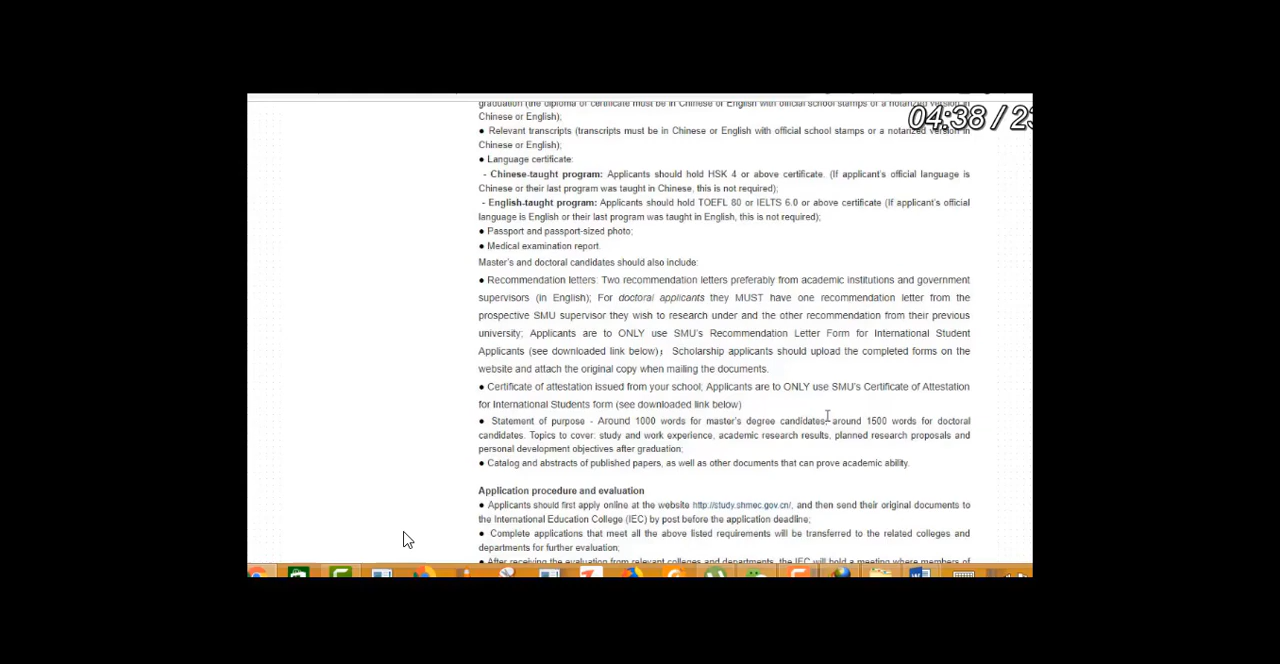 graduation (the diploma or certificate must be in Chinese or English with official school stamps or a notarized version in
Chinese or English);
● Relevant transcripts (transcripts must be in Chinese or English with official school stamps or a notarized version in
Chinese or English);
● Language certificate:
- Chinese-taught program: Applicants should hold HSK 4 or above certificate. (If applicant's official language is
Chinese or their last program was taught in Chinese, this is not required);
- English-taught program: Applicants should hold TOEFL 80 or IELTS 6.0 or above certificate (If applicant's official
language is English or their last program was taught in English, this is not required);
● Passport and passport-sized photo;
● Medical examination report.
Master's and doctoral candidates should also include:
● Recommendation letters: Two recommendation letters preferably from academic institutions and government
supervisors (in English); For doctoral applicants they MUST have one recommendation letter from the
prospective SMU supervisor they wish to research under and the other recommendation from their previous
university; Applicants are to ONLY use SMU's Recommendation Letter Form for International Student
Applicants (see downloaded link below)； Scholarship applicants should upload the completed forms on the
website and attach the original copy when mailing the documents.
● Certificate of attestation issued from your school; Applicants are to ONLY use SMU's Certificate of Attestation
for International Students form (see downloaded link below)
● Statement of purpose - Around 1000 words for master's degree candidates, around 1500 words for doctoral
candidates. Topics to cover: study and work experience, academic research results, planned research proposals and
personal development objectives after graduation;
● Catalog and abstracts of published papers, as well as other documents that can prove academic ability.
Application procedure and evaluation
● Applicants should first apply online at the website http://study.shmec.gov.cn/, and then send their original documents to
the International Education College (IEC) by post before the application deadline;
● Complete applications that meet all the above listed requirements will be transferred to the related colleges and
departments for further evaluation;
● After receiving the evaluation from relevant colleges and departments, the IEC will hold a meeting where members of
04:38 / 23